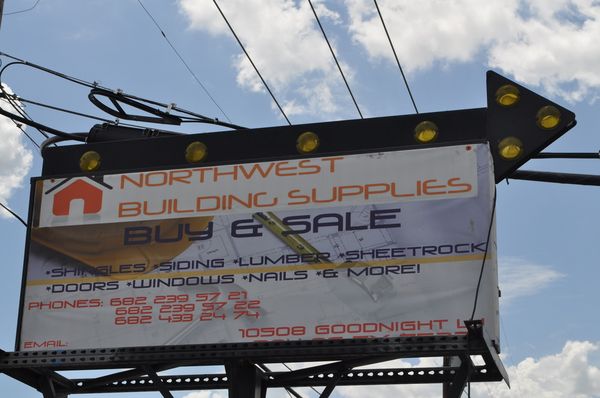 NORTHWEST
BUILDING SUPPLIES
BUY & SALE
*SHINGLES *SIDING *LUMBER *SHEETROCK
*DOORS *WINDOWS *NAILS & MORE!
PHONES: 682 239 57 21
682 239 57 22
682 433 24 74
10508 GOODNIGHT
EMAIL: